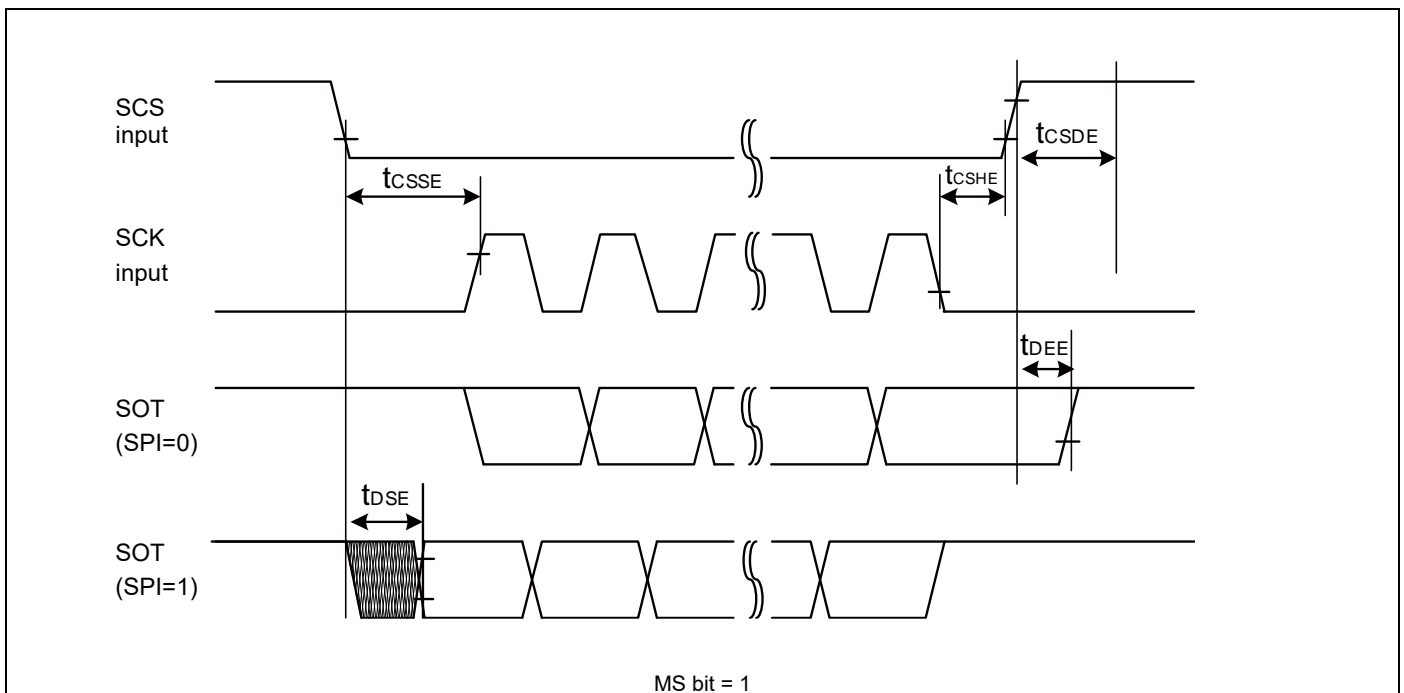 SCS
input
tCSDE
tCSSE
tCSHE
SCK
input
tDEE
SOT
(SPI=0)
tDSE
SOT
(SPI=1)
MS bit = 1